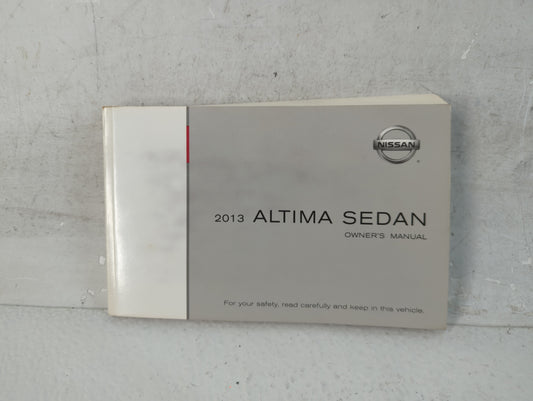 NISSAN
2013 ALTIMA SEDAN
OWNER'S MANUAL
For your safety, read carefully and keep in this vehicle.